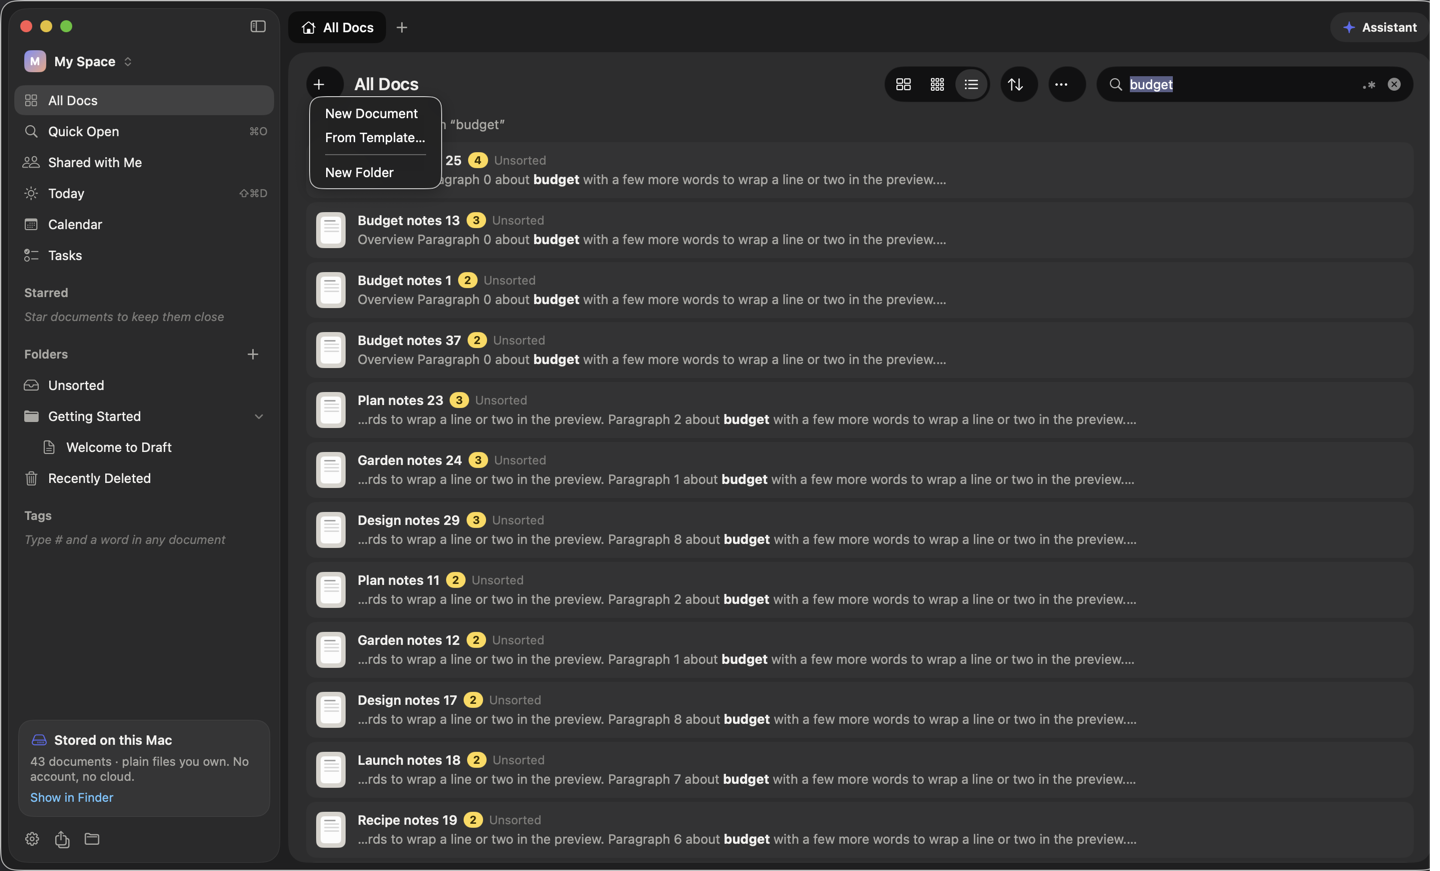 All Docs
Assistant
M My Space
All Docs
Quick Open ⌘O
Shared with Me
Today ⇧⌘D
Calendar
Tasks
Starred
Star documents to keep them close
Folders
Unsorted
Getting Started
Welcome to Draft
Recently Deleted
Tags
Type # and a word in any document
Stored on this Mac
43 documents · plain files you own. No
account, no cloud.
Show in Finder
All Docs
budget .*
New Document
From Template...
New Folder
“budget”
25 4 Unsorted
0 about budget with a few more words to wrap a line or two in the preview....
Budget notes 13 3 Unsorted
Overview Paragraph 0 about budget with a few more words to wrap a line or two in the preview....
Budget notes 1 2 Unsorted
Overview Paragraph 0 about budget with a few more words to wrap a line or two in the preview....
Budget notes 37 2 Unsorted
Overview Paragraph 0 about budget with a few more words to wrap a line or two in the preview....
Plan notes 23 3 Unsorted
...rds to wrap a line or two in the preview. Paragraph 2 about budget with a few more words to wrap a line or two in the preview....
Garden notes 24 3 Unsorted
...rds to wrap a line or two in the preview. Paragraph 1 about budget with a few more words to wrap a line or two in the preview....
Design notes 29 3 Unsorted
...rds to wrap a line or two in the preview. Paragraph 8 about budget with a few more words to wrap a line or two in the preview....
Plan notes 11 2 Unsorted
...rds to wrap a line or two in the preview. Paragraph 2 about budget with a few more words to wrap a line or two in the preview....
Garden notes 12 2 Unsorted
...rds to wrap a line or two in the preview. Paragraph 1 about budget with a few more words to wrap a line or two in the preview....
Design notes 17 2 Unsorted
...rds to wrap a line or two in the preview. Paragraph 8 about budget with a few more words to wrap a line or two in the preview....
Launch notes 18 2 Unsorted
...rds to wrap a line or two in the preview. Paragraph 7 about budget with a few more words to wrap a line or two in the preview....
Recipe notes 19 2 Unsorted
...rds to wrap a line or two in the preview. Paragraph 6 about budget with a few more words to wrap a line or two in the preview....